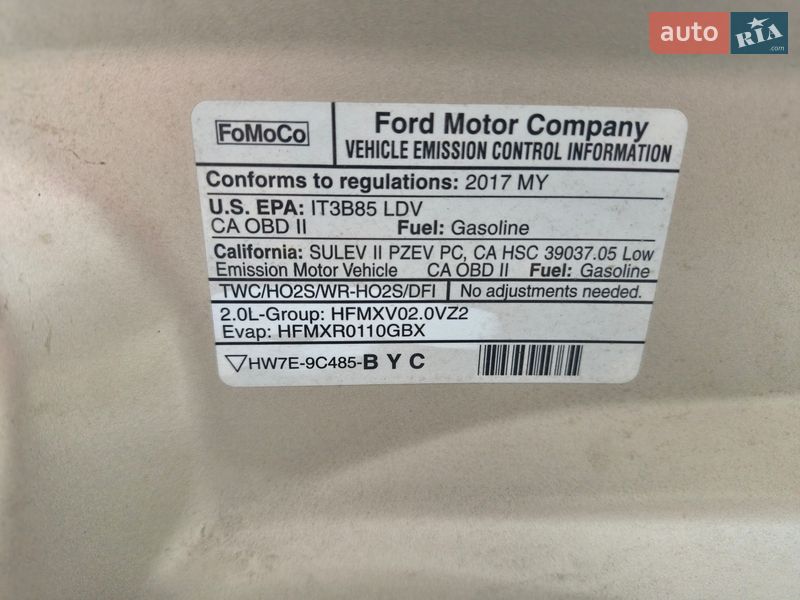 auto RIA.com
FoMoCo
Ford Motor Company
VEHICLE EMISSION CONTROL INFORMATION
Conforms to regulations: 2017 MY
U.S. EPA: IT3B85 LDV
CA OBD II Fuel: Gasoline
California: SULEV II PZEV PC, CA HSC 39037.05 Low
Emission Motor Vehicle CA OBD II Fuel: Gasoline
TWC/HO2S/WR-HO2S/DFI No adjustments needed.
2.0L-Group: HFMXV02.0VZ2
Evap: HFMXR0110GBX
HW7E-9C485-B Y C